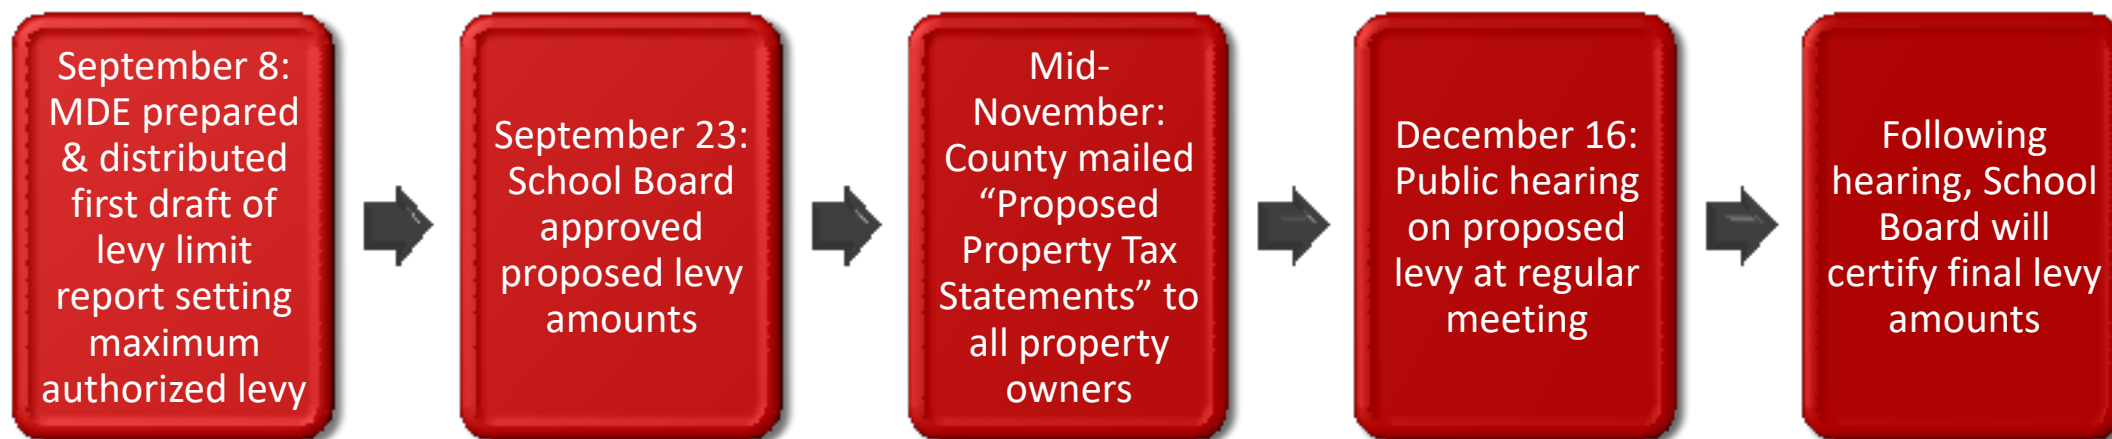 September 8:
MDE prepared
& distributed
first draft of
levy limit
report setting
maximum
authorized levy
September 23:
School Board
approved
proposed levy
amounts
Mid-
November:
County mailed
“Proposed
Property Tax
Statements” to
all property
owners
December 16:
Public hearing
on proposed
levy at regular
meeting
Following
hearing, School
Board will
certify final levy
amounts